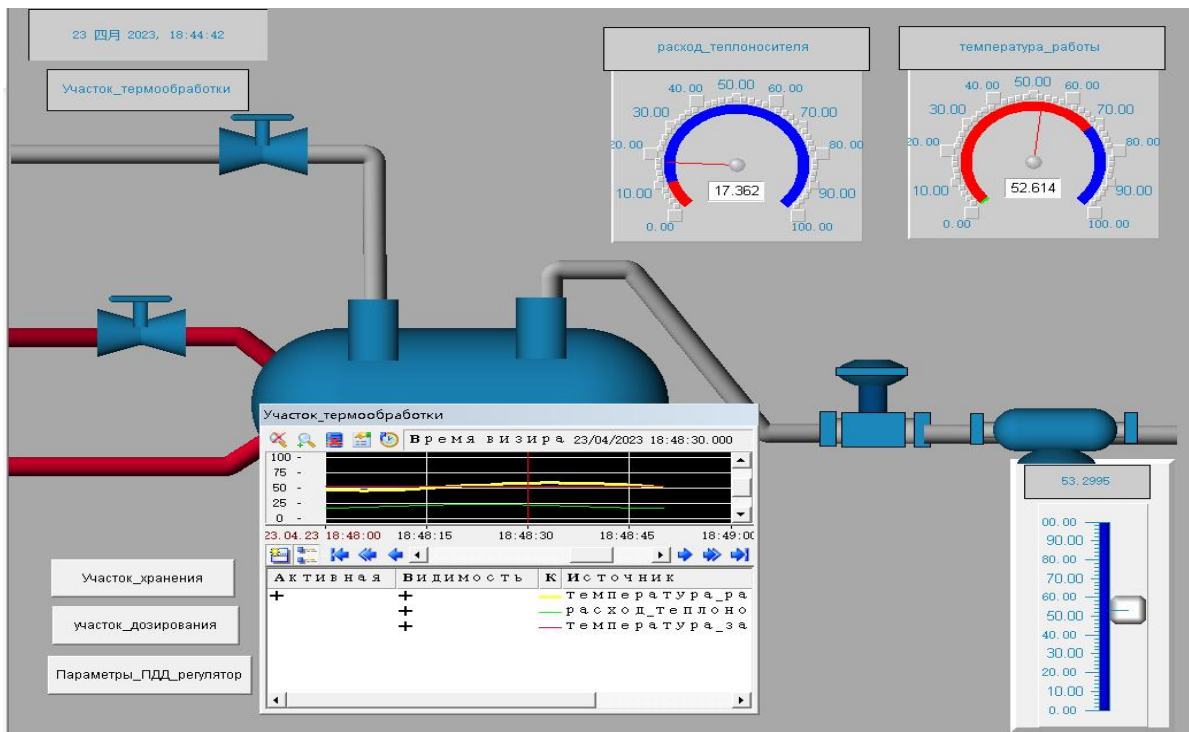 23 四月 2023, 18:44:42
Участок_термообработки
расход_теплоносителя
температура_работы
0.00
10.00
20.00
30.00
40.00
50.00
60.00
70.00
80.00
90.00
100.00
17.362
0.00
10.00
20.00
30.00
40.00
50.00
60.00
70.00
80.00
90.00
100.00
52.614
Участок_термообработки
Время визира 23/04/2023 18:48:30.000
100 -
75 -
50 -
25 -
0 -
23.04.23 18:48:00 18:48:15 18:48:30 18:48:45 18:49:00
Активная Видимость К Источник
температура_ра
расход_теплоно
температура_за
Участок_хранения
участок_дозирования
Параметры_ПДД_регулятор
53.2995
00.00
90.00
80.00
70.00
60.00
50.00
40.00
30.00
20.00
10.00
0.00